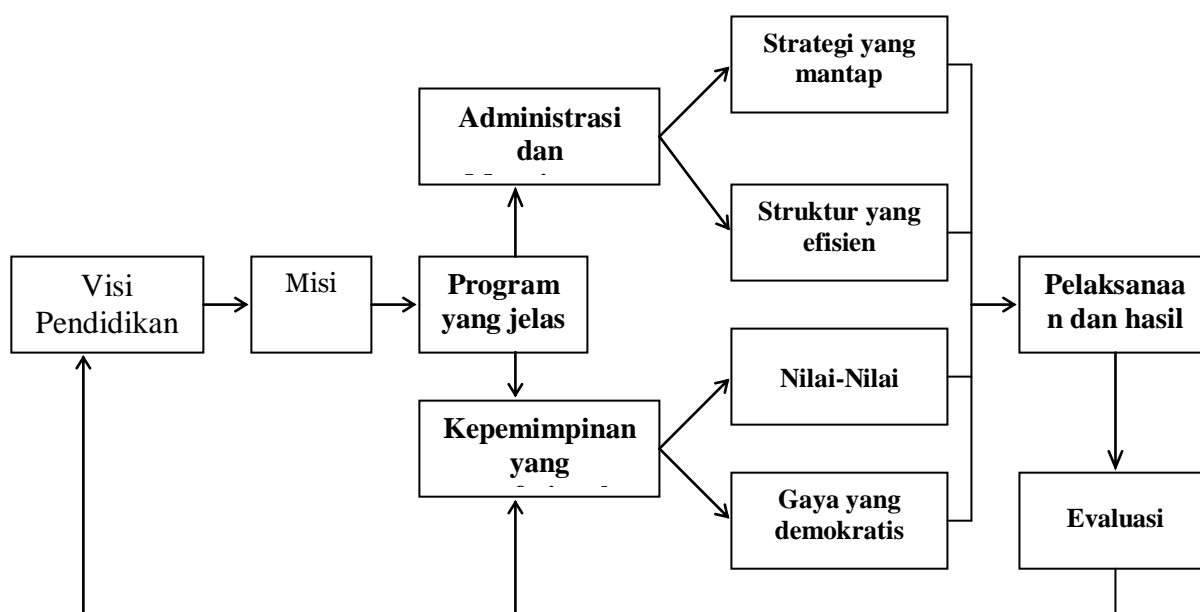 Strategi yang
mantap
Administrasi
dan
Struktur yang
efisien
Visi
Pendidikan
Misi
Program
yang jelas
Pelaksanaa
n dan hasil
Nilai-Nilai
Kepemimpinan
yang
Gaya yang
demokratis
Evaluasi